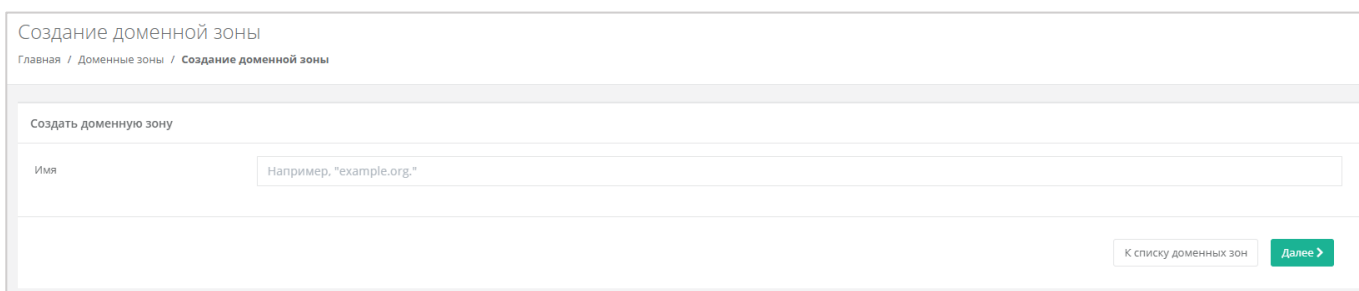 Создание доменной зоны
Главная / Доменные зоны / Создание доменной зоны
Создать доменную зону
Имя
Например, "example.org."
К списку доменных зон
Далее